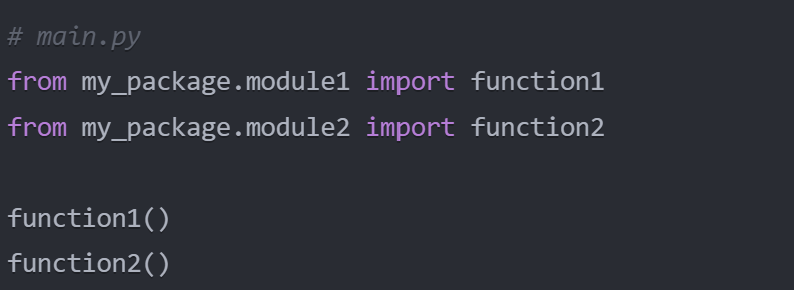 # main.py
from my_package.module1 import function1
from my_package.module2 import function2
function1()
function2()